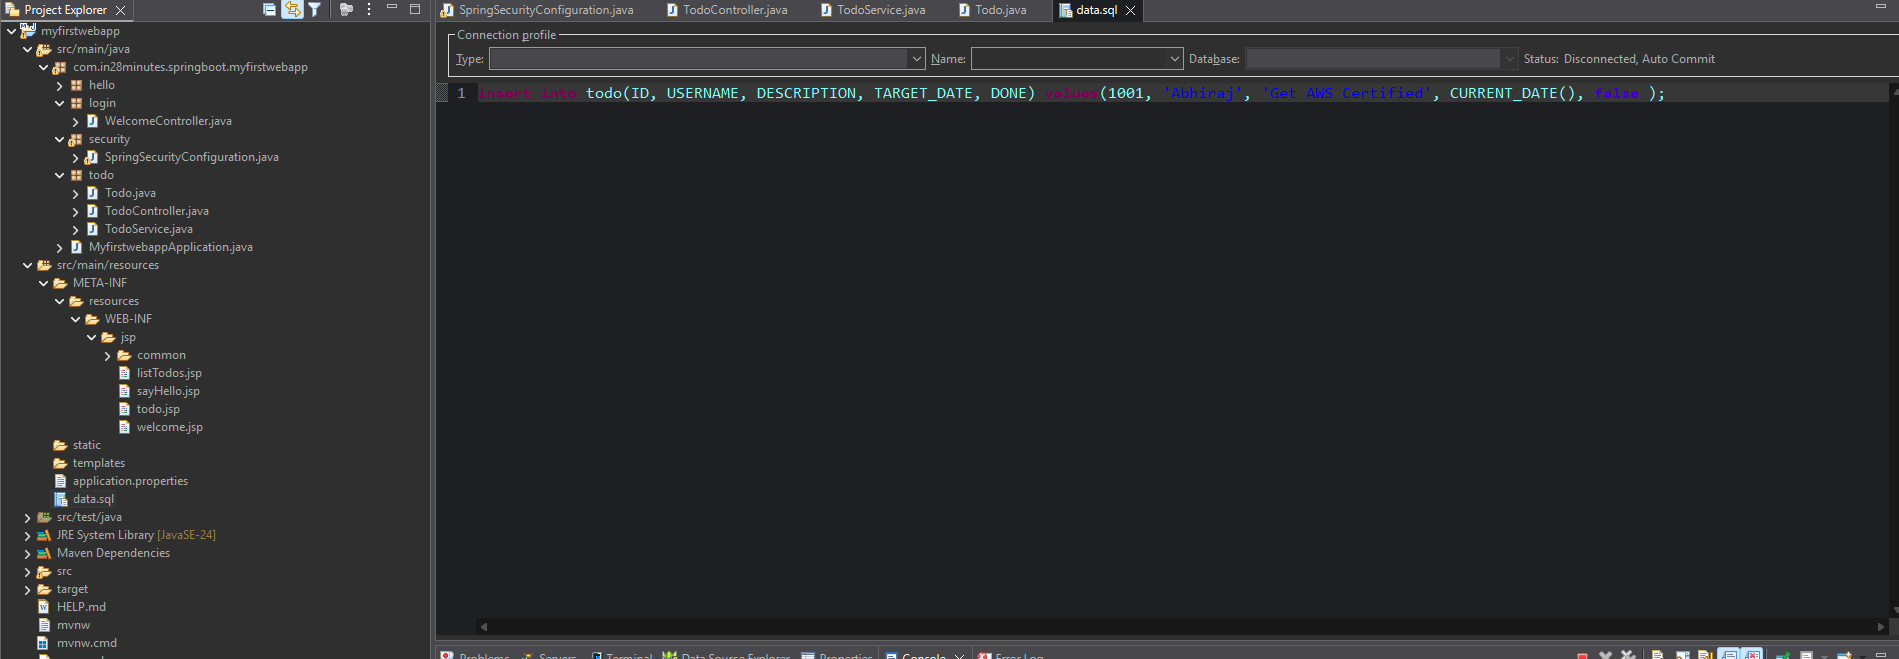 Project Explorer
myfirstwebapp
src/main/java
com.in28minutes.springboot.myfirstwebapp
hello
login
WelcomeController.java
security
SpringSecurityConfiguration.java
todo
Todo.java
TodoController.java
TodoService.java
MyfirstwebappApplication.java
src/main/resources
META-INF
resources
WEB-INF
jsp
common
listTodos.jsp
sayHello.jsp
todo.jsp
welcome.jsp
static
templates
application.properties
data.sql
src/test/java
JRE System Library [JavaSE-24]
Maven Dependencies
src
target
HELP.md
mvnw
mvnw.cmd
SpringSecurityConfiguration.java TodoController.java TodoService.java Todo.java data.sql
Connection profile
Type: Name: Database: Status: Disconnected, Auto Commit
1 insert into todo(ID, USERNAME, DESCRIPTION, TARGET_DATE, DONE) values(1001, 'Abhiraj', 'Get AWS Certified', CURRENT_DATE(), false );
Problems Servers Terminal Data Source Explorer Properties Console Error Log